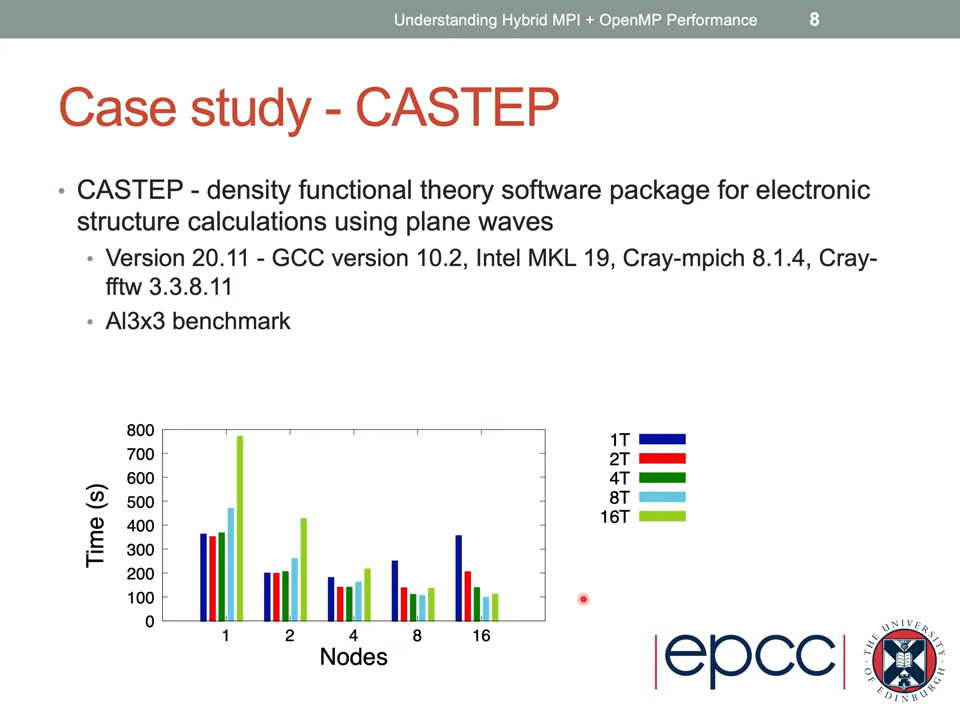 Understanding Hybrid MPI + OpenMP Performance 8
Case study - CASTEP
• CASTEP - density functional theory software package for electronic
structure calculations using plane waves
• Version 20.11 - GCC version 10.2, Intel MKL 19, Cray-mpich 8.1.4, Cray-
fftw 3.3.8.11
• Al3x3 benchmark
800
700
600
500
400
300
200
100
0
Time (s)
1 2 4 8 16
Nodes
1T
2T
4T
8T
16T
epcc
THE UNIVERSITY OF EDINBURGH